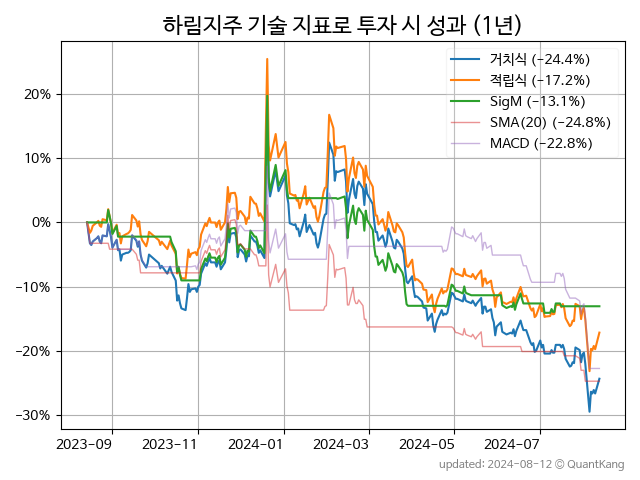 하림지주 기술 지표로 투자 시 성과 (1년)
거치식 (−24.4%)
적립식 (−17.2%)
SigM (−13.1%)
SMA(20) (−24.8%)
MACD (−22.8%)
20%
10%
0%
−10%
−20%
−30%
2023-09 2023-11 2024-01 2024-03 2024-05 2024-07
updated: 2024-08-12 © QuantKang